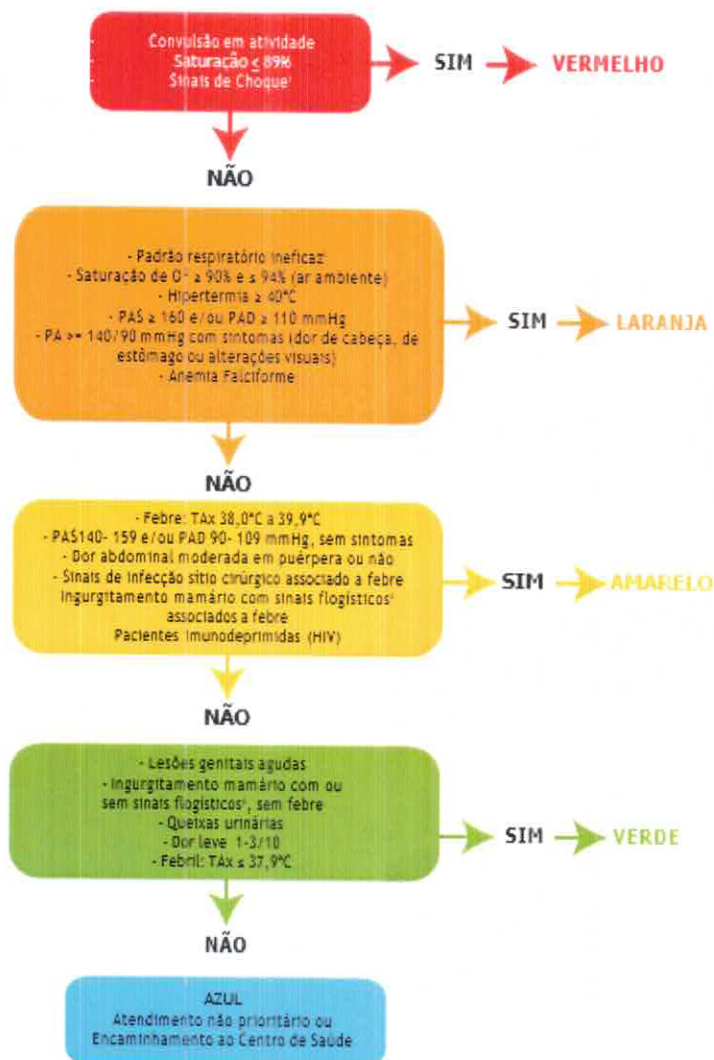 - Convulsão em atividade
- Saturação ≤ 89%
- Sinais de Choque¹
SIM
VERMELHO
NÃO
- Padrão respiratório ineficaz
- Saturação de O² ≥ 90% e ≤ 94% (ar ambiente)
- Hipertermia ≥ 40°C
- PAS ≥ 160 e/ou PAD ≥ 110 mmHg
- PA >= 140/90 mmHg com sintomas (dor de cabeça, de
estômago ou alterações visuais)
- Anemia Falciforme
SIM
LARANJA
NÃO
- Febre: TAx 38,0°C a 39,9°C
- PAS140- 159 e/ou PAD 90- 109 mmHg, sem sintomas
- Dor abdominal moderada em puérpera ou não
- Sinais de infecção sítio cirúrgico associado a febre
Ingurgitamento mamário com sinais flogísticos²
associados a febre
Pacientes imunodeprimidas (HIV)
SIM
AMARELO
NÃO
- Lesões genitais agudas
- Ingurgitamento mamário com ou
sem sinais flogísticos², sem febre
- Queixas urinárias
- Dor leve 1-3/10
- Febril: TAx ≤ 37,9°C
SIM
VERDE
NÃO
AZUL
Atendimento não prioritário ou
Encaminhamento ao Centro de Saúde